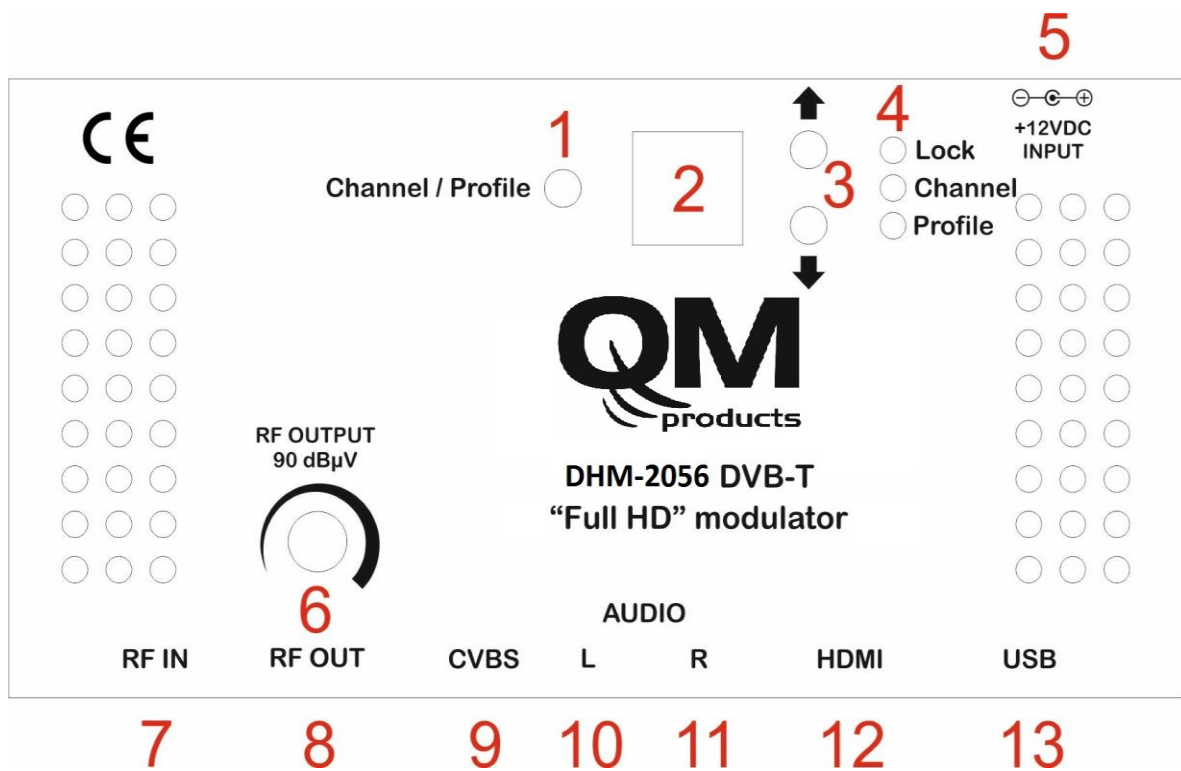 5
CE
1
4
+12VDC
INPUT
Channel / Profile
2
3
Lock
Channel
Profile
QM
products
RF OUTPUT
90 dBµV
DHM-2056 DVB-T
“Full HD” modulator
6
AUDIO
RF IN RF OUT CVBS L R HDMI USB
7 8 9 10 11 12 13